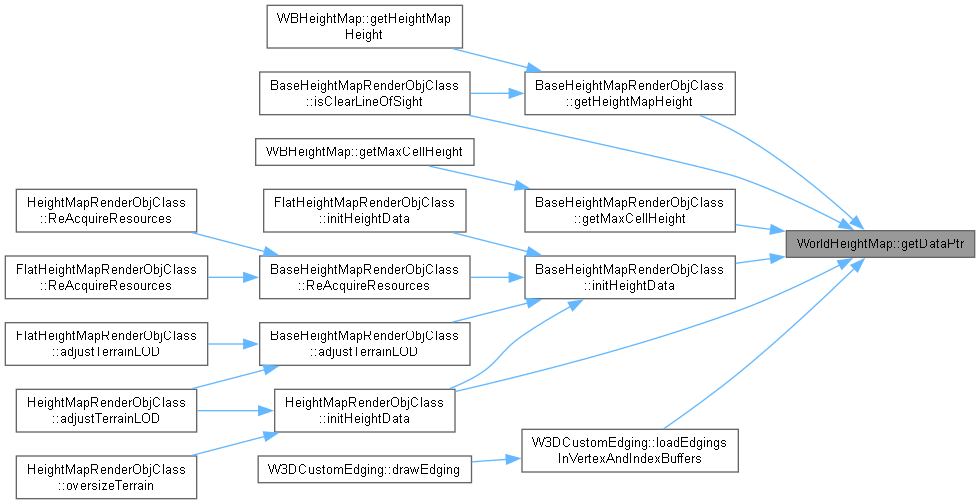 WBHeightMap::getHeightMap
Height
BaseHeightMapRenderObjClass
::isClearLineOfSight
BaseHeightMapRenderObjClass
::getHeightMapHeight
WBHeightMap::getMaxCellHeight
HeightMapRenderObjClass
::ReAcquireResources
FlatHeightMapRenderObjClass
::initHeightData
BaseHeightMapRenderObjClass
::getMaxCellHeight
WorldHeightMap::getDataPtr
FlatHeightMapRenderObjClass
::ReAcquireResources
BaseHeightMapRenderObjClass
::ReAcquireResources
BaseHeightMapRenderObjClass
::initHeightData
FlatHeightMapRenderObjClass
::adjustTerrainLOD
BaseHeightMapRenderObjClass
::adjustTerrainLOD
HeightMapRenderObjClass
::adjustTerrainLOD
HeightMapRenderObjClass
::initHeightData
HeightMapRenderObjClass
::oversizeTerrain
W3DCustomEdging::drawEdging
W3DCustomEdging::loadEdgings
InVertexAndIndexBuffers